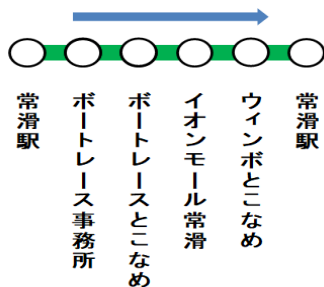 常滑駅
ボートレース事務所
ボートレースとこなめ
イオンモール常滑
ウィンボとこなめ
常滑駅